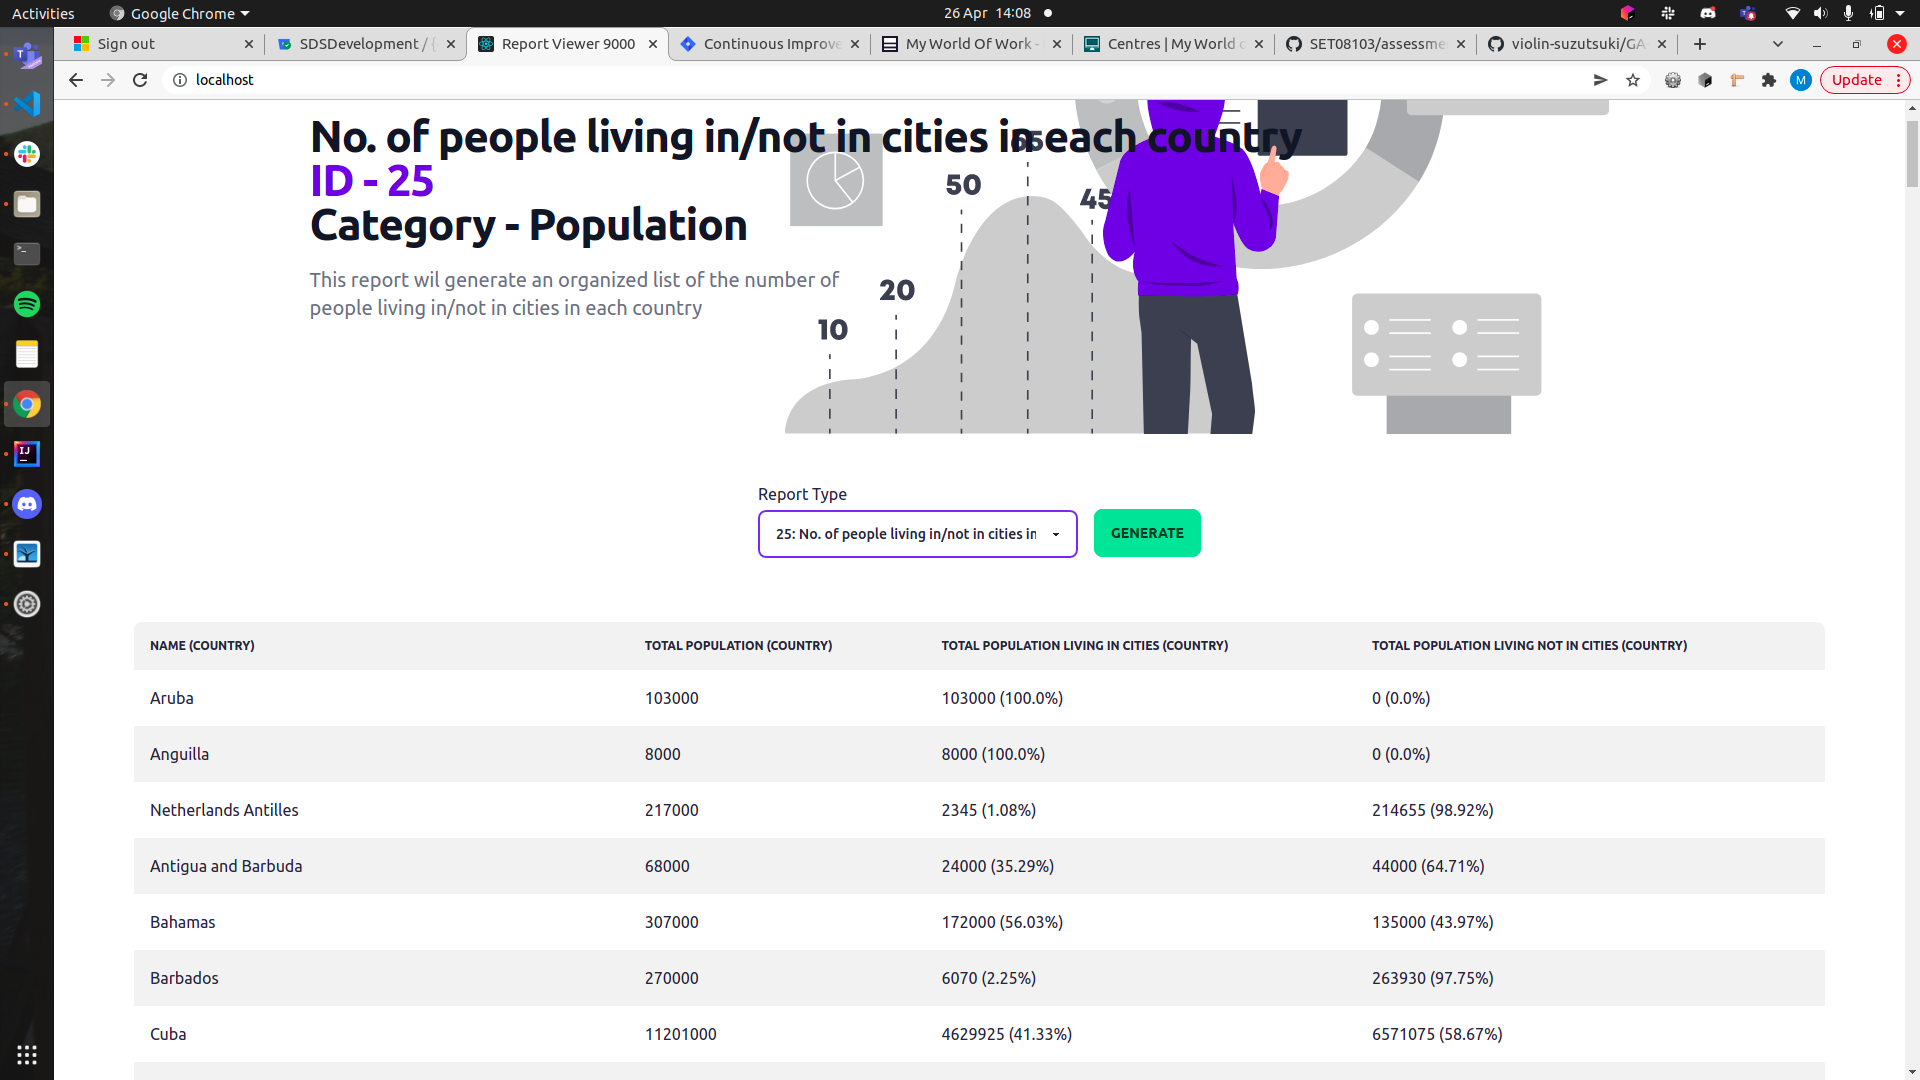 Activities
Google Chrome
26 Apr 14:08
Sign out
SDSDevelopment / (
Report Viewer 9000
Continuous Improve
My World Of Work -
Centres | My World o
SET08103/assessme
violin-suzutsuki/GA
localhost
M
Update
No. of people living in/not in cities in each country
ID - 25
Category - Population
This report wil generate an organized list of the number of
people living in/not in cities in each country
10
20
50
45
Report Type
25: No. of people living in/not in cities in
GENERATE
NAME (COUNTRY) TOTAL POPULATION (COUNTRY) TOTAL POPULATION LIVING IN CITIES (COUNTRY) TOTAL POPULATION LIVING NOT IN CITIES (COUNTRY)
Aruba 103000 103000 (100.0%) 0 (0.0%)
Anguilla 8000 8000 (100.0%) 0 (0.0%)
Netherlands Antilles 217000 2345 (1.08%) 214655 (98.92%)
Antigua and Barbuda 68000 24000 (35.29%) 44000 (64.71%)
Bahamas 307000 172000 (56.03%) 135000 (43.97%)
Barbados 270000 6070 (2.25%) 263930 (97.75%)
Cuba 11201000 4629925 (41.33%) 6571075 (58.67%)